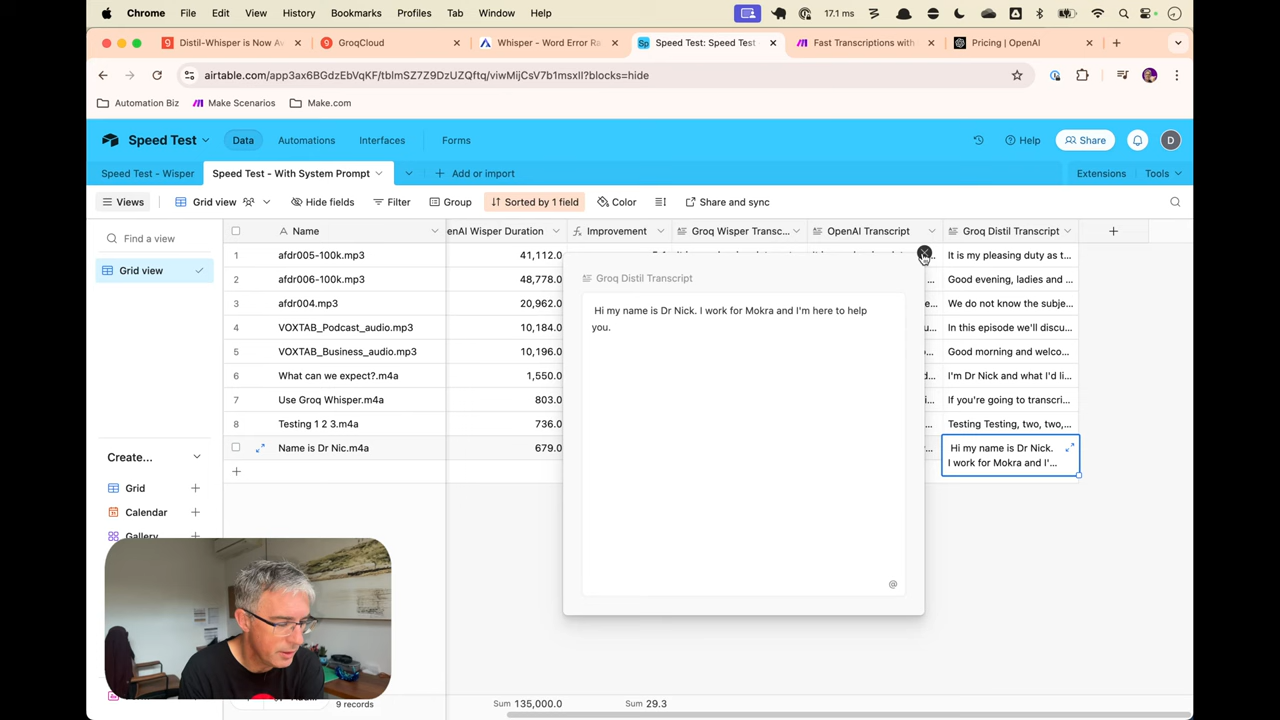 Chrome File Edit View History Bookmarks Profiles Tab Window Help 17.1 ms
Distil-Whisper is Now Av
GroqCloud
Whisper - Word Error Ra
Speed Test: Speed Test
Fast Transcriptions with
Pricing | OpenAI
airtable.com/app3ax6BGdzEbVqKF/tblmSZ7Z9DzUZQftq/viwMijCsV7b1msxII?blocks=hide
Automation Biz Make Scenarios Make.com
Speed Test Data Automations Interfaces Forms Help Share D
Speed Test - Wisper Speed Test - With System Prompt Add or import Extensions Tools
Views Grid view Hide fields Filter Group Sorted by 1 field Color Share and sync
Find a view
Grid view
Name enAI Wisper Duration Improvement Groq Wisper Transc... OpenAI Transcript Groq Distil Transcript
1 afdr005-100k.mp3 41,112.0 It is my pleasing duty as t...
2 afdr006-100k.mp3 48,778.0 Good evening, ladies and ...
3 afdr004.mp3 20,962.0 We do not know the subje...
4 VOXTAB_Podcast_audio.mp3 10,184.0 In this episode we'll discu...
5 VOXTAB_Business_audio.mp3 10,196.0 Good morning and welco...
6 What can we expect?.m4a 1,550.0 I'm Dr Nick and what I'd li...
7 Use Groq Whisper.m4a 803.0 If you're going to transcri...
8 Testing 1 2 3.m4a 736.0 Testing Testing, two, two,...
Name is Dr Nic.m4a 679.0 Hi my name is Dr Nick.
I work for Mokra and I'...
Groq Distil Transcript
Hi my name is Dr Nick. I work for Mokra and I'm here to help
you.
@
Create...
Grid
Calendar
Gallery
9 records Sum 135,000.0 Sum 29.3